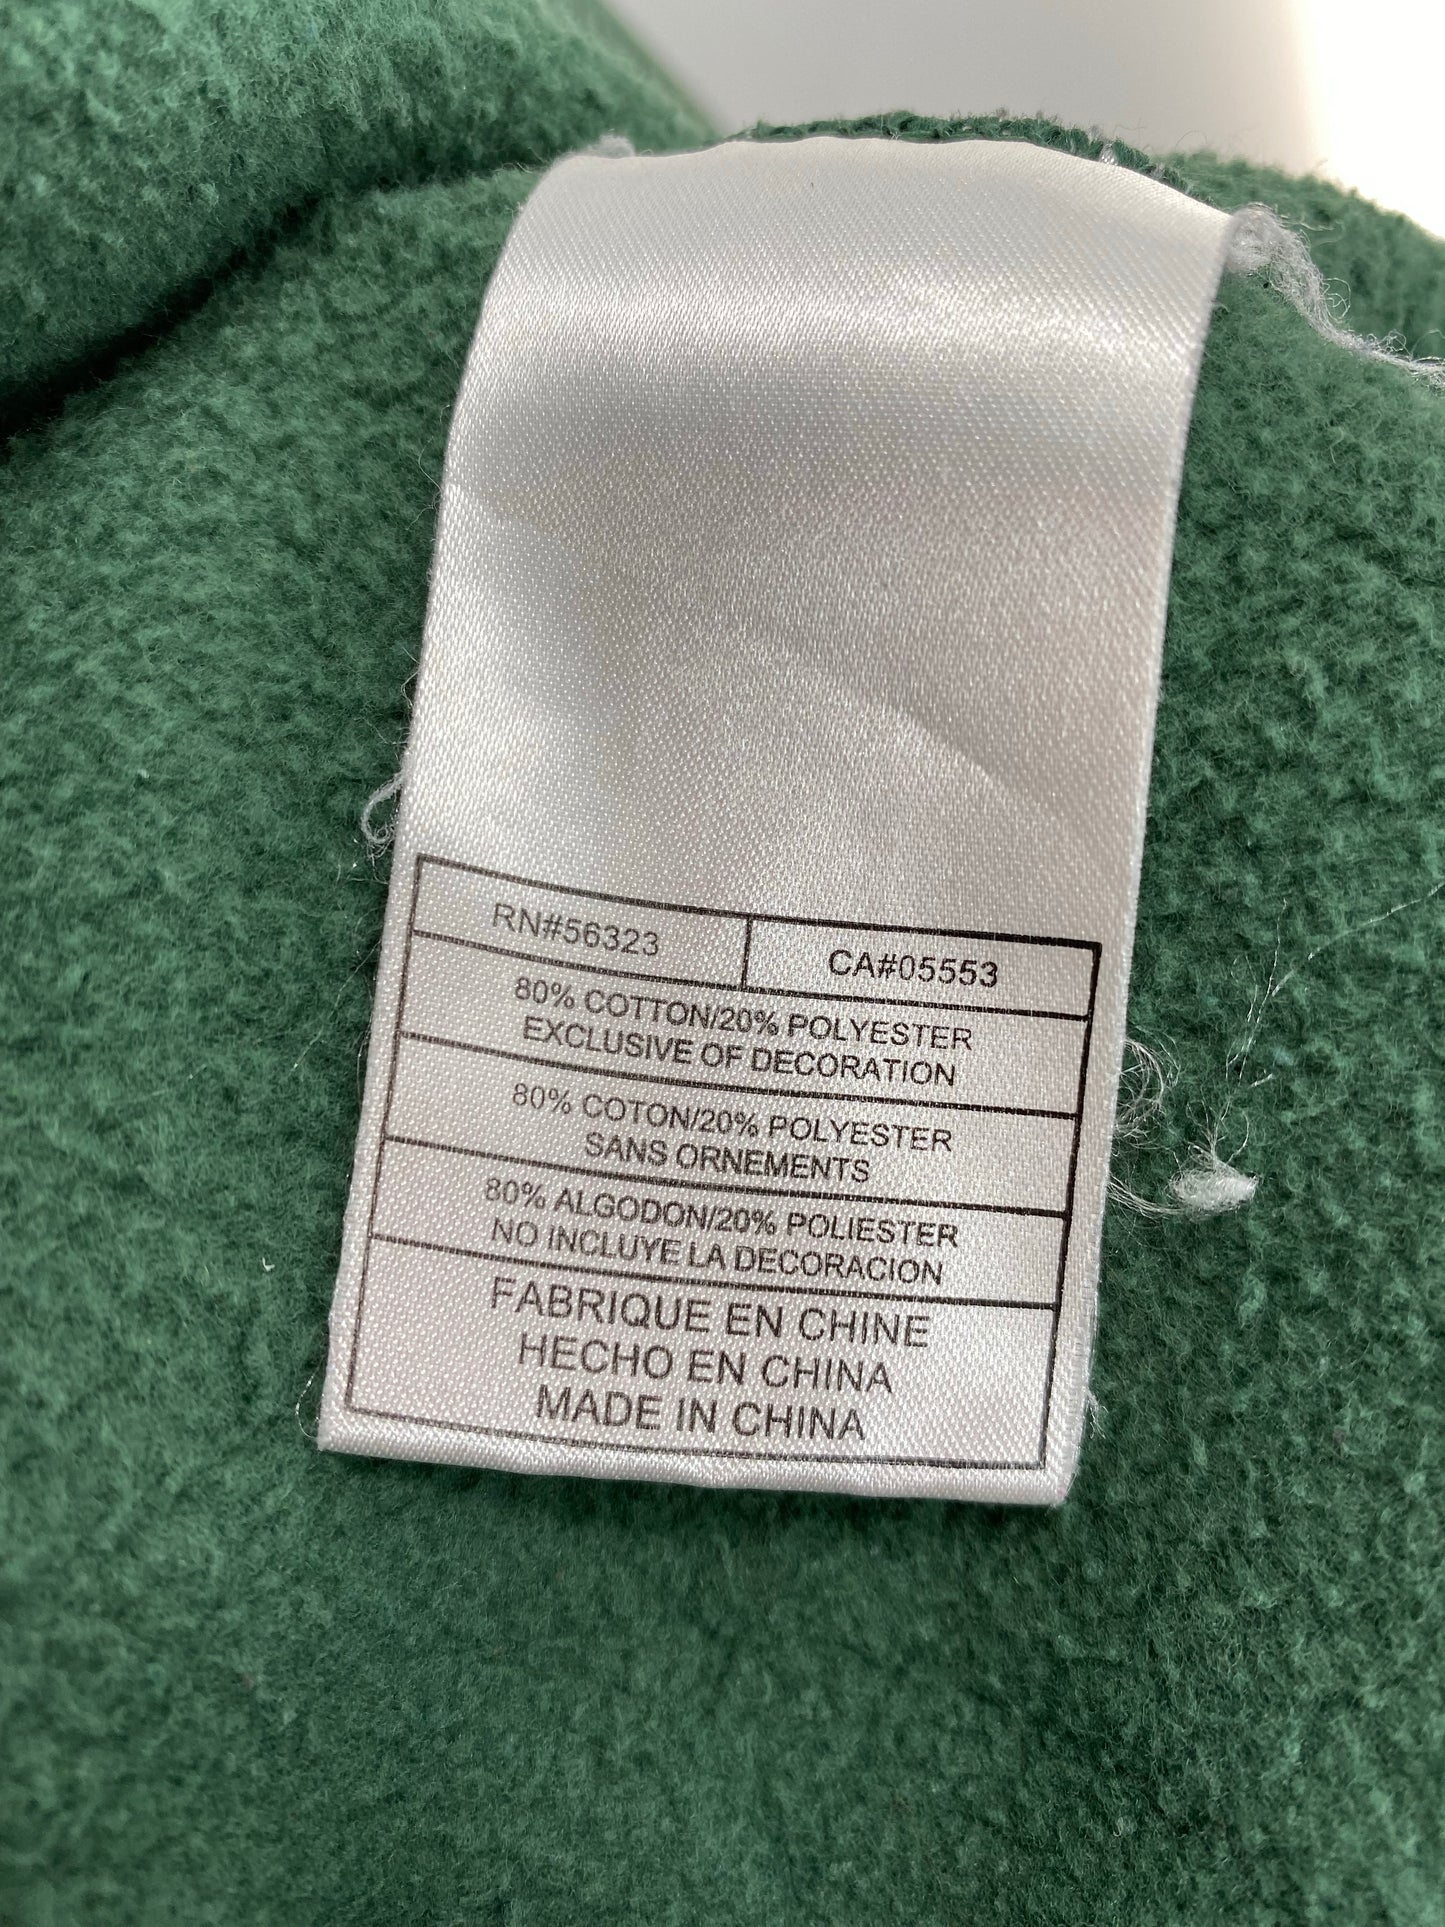 RN#56323 CA#05553
80% COTTON/20% POLYESTER
EXCLUSIVE OF DECORATION
80% COTON/20% POLYESTER
SANS ORNEMENTS
80% ALGODON/20% POLIESTER
NO INCLUYE LA DECORACION
FABRIQUE EN CHINE
HECHO EN CHINA
MADE IN CHINA